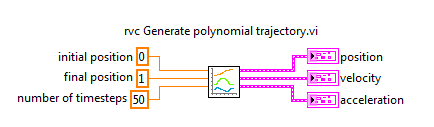 rvc Generate polynomial trajectory.vi
initial position 0
final position 1
number of timesteps 50
position
velocity
acceleration